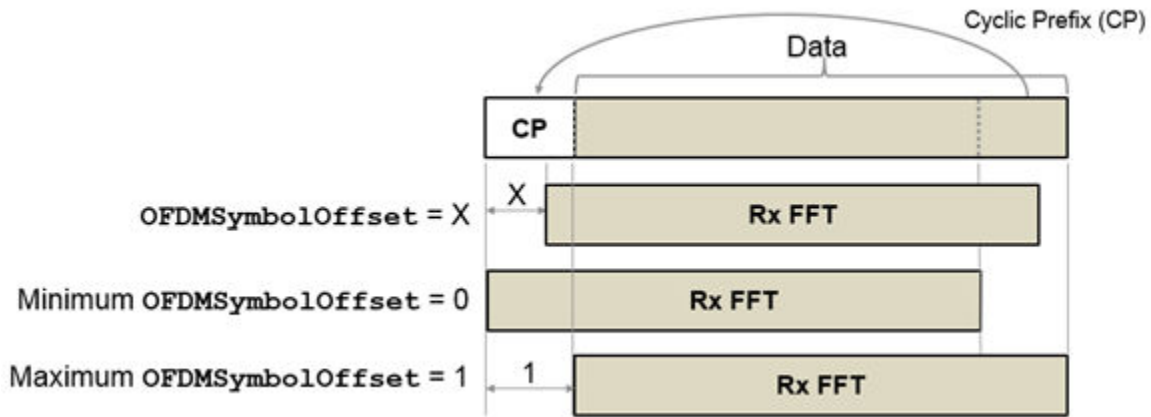 Cyclic Prefix (CP)
Data
CP
X
OFDMSymbolOffset = X
Rx FFT
Minimum OFDMSymbolOffset = 0
Rx FFT
Maximum OFDMSymbolOffset = 1
1
Rx FFT